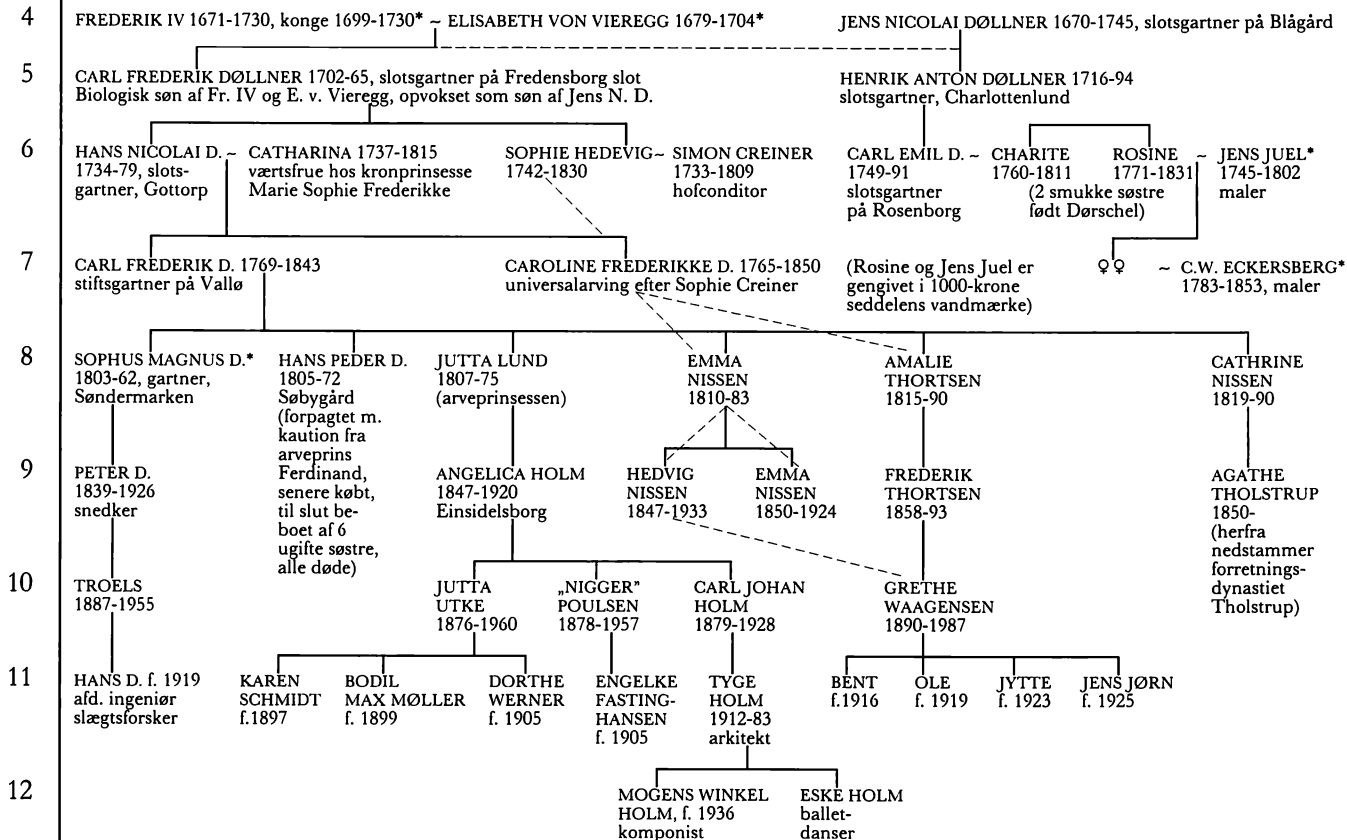 4
FREDERIK IV 1671-1730, konge 1699-1730* ~ ELISABETH VON VIEREGG 1679-1704*
JENS NICOLAI DØLLNER 1670-1745, slotsgartner på Blågård
5
CARL FREDERIK DØLLNER 1702-65, slotsgartner på Fredensborg slot
Biologisk søn af Fr. IV og E. v. Vieregg, opvokset som søn af Jens N. D.
HENRIK ANTON DØLLNER 1716-94
slotsgartner, Charlottenlund
6
HANS NICOLAI D. ~
1734-79, slots-
gartner, Gottorp
CATHARINA 1737-1815
værtsfrue hos kronprinsesse
Marie Sophie Frederikke
SOPHIE HEDEVIG ~
1742-1830
SIMON CREINER
1733-1809
hofconditor
CARL EMIL D. ~
1749-91
slotsgartner
på Rosenborg
CHARITE
1760-1811
ROSINE ~
1771-1831
(2 smukke søstre
født Dørschel)
JENS JUEL*
1745-1802
maler
7
CARL FREDERIK D. 1769-1843
stiftsgartner på Vallø
CAROLINE FREDERIKKE D. 1765-1850
universalarving efter Sophie Creiner
(Rosine og Jens Juel er
gengivet i 1000-krone
seddelens vandmærke)
♀♀ ~ C.W. ECKERSBERG*
1783-1853, maler
8
SOPHUS MAGNUS D.*
1803-62, gartner,
Søndermarken
HANS PEDER D.
1805-72
Søbygård
(forpagtet m.
kaution fra
arveprins
Ferdinand,
senere købt,
til slut be-
boet af 6
ugifte søstre,
alle døde)
JUTTA LUND
1807-75
(arveprinsessen)
EMMA
NISSEN
1810-83
AMALIE
THORTSEN
1815-90
CATHRINE
NISSEN
1819-90
9
PETER D.
1839-1926
snedker
ANGELICA HOLM
1847-1920
Einsidelsborg
HEDVIG
NISSEN
1847-1933
EMMA
NISSEN
1850-1924
FREDERIK
THORTSEN
1858-93
AGATHE
THOLSTRUP
1850-
(herfra
nedstammer
forretnings-
dynastiet
Tholstrup)
10
TROELS
1887-1955
JUTTA
UTKE
1876-1960
„NIGGER”
POULSEN
1878-1957
CARL JOHAN
HOLM
1879-1928
GRETHE
WAAGENSEN
1890-1987
11
HANS D. f. 1919
afd. ingeniør
slægtsforsker
KAREN
SCHMIDT
f.1897
BODIL
MAX MØLLER
f. 1899
DORTHE
WERNER
f. 1905
ENGELKE
FASTING-
HANSEN
f. 1905
TYGE
HOLM
1912-83
arkitekt
BENT
f.1916
OLE
f. 1919
JYTTE
f. 1923
JENS JØRN
f. 1925
12
MOGENS WINKEL
HOLM, f. 1936
komponist
ESKE HOLM
ballet-
danser